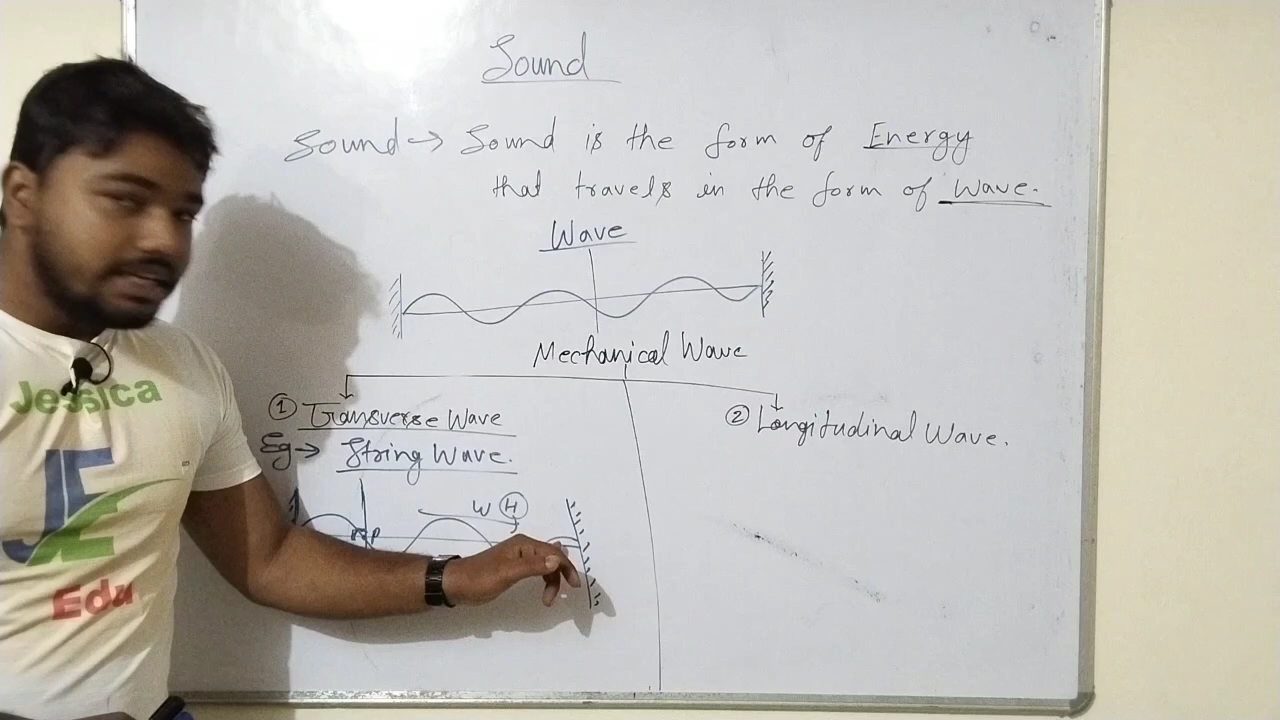 Sound
Sound → Sound is the form of Energy
that travels in the form of Wave.
Wave
Mechanical Wave
① Transverse Wave
Eg → String Wave.
② Longitudinal Wave.
W Ⓗ
P
Jessica
JE
Edu